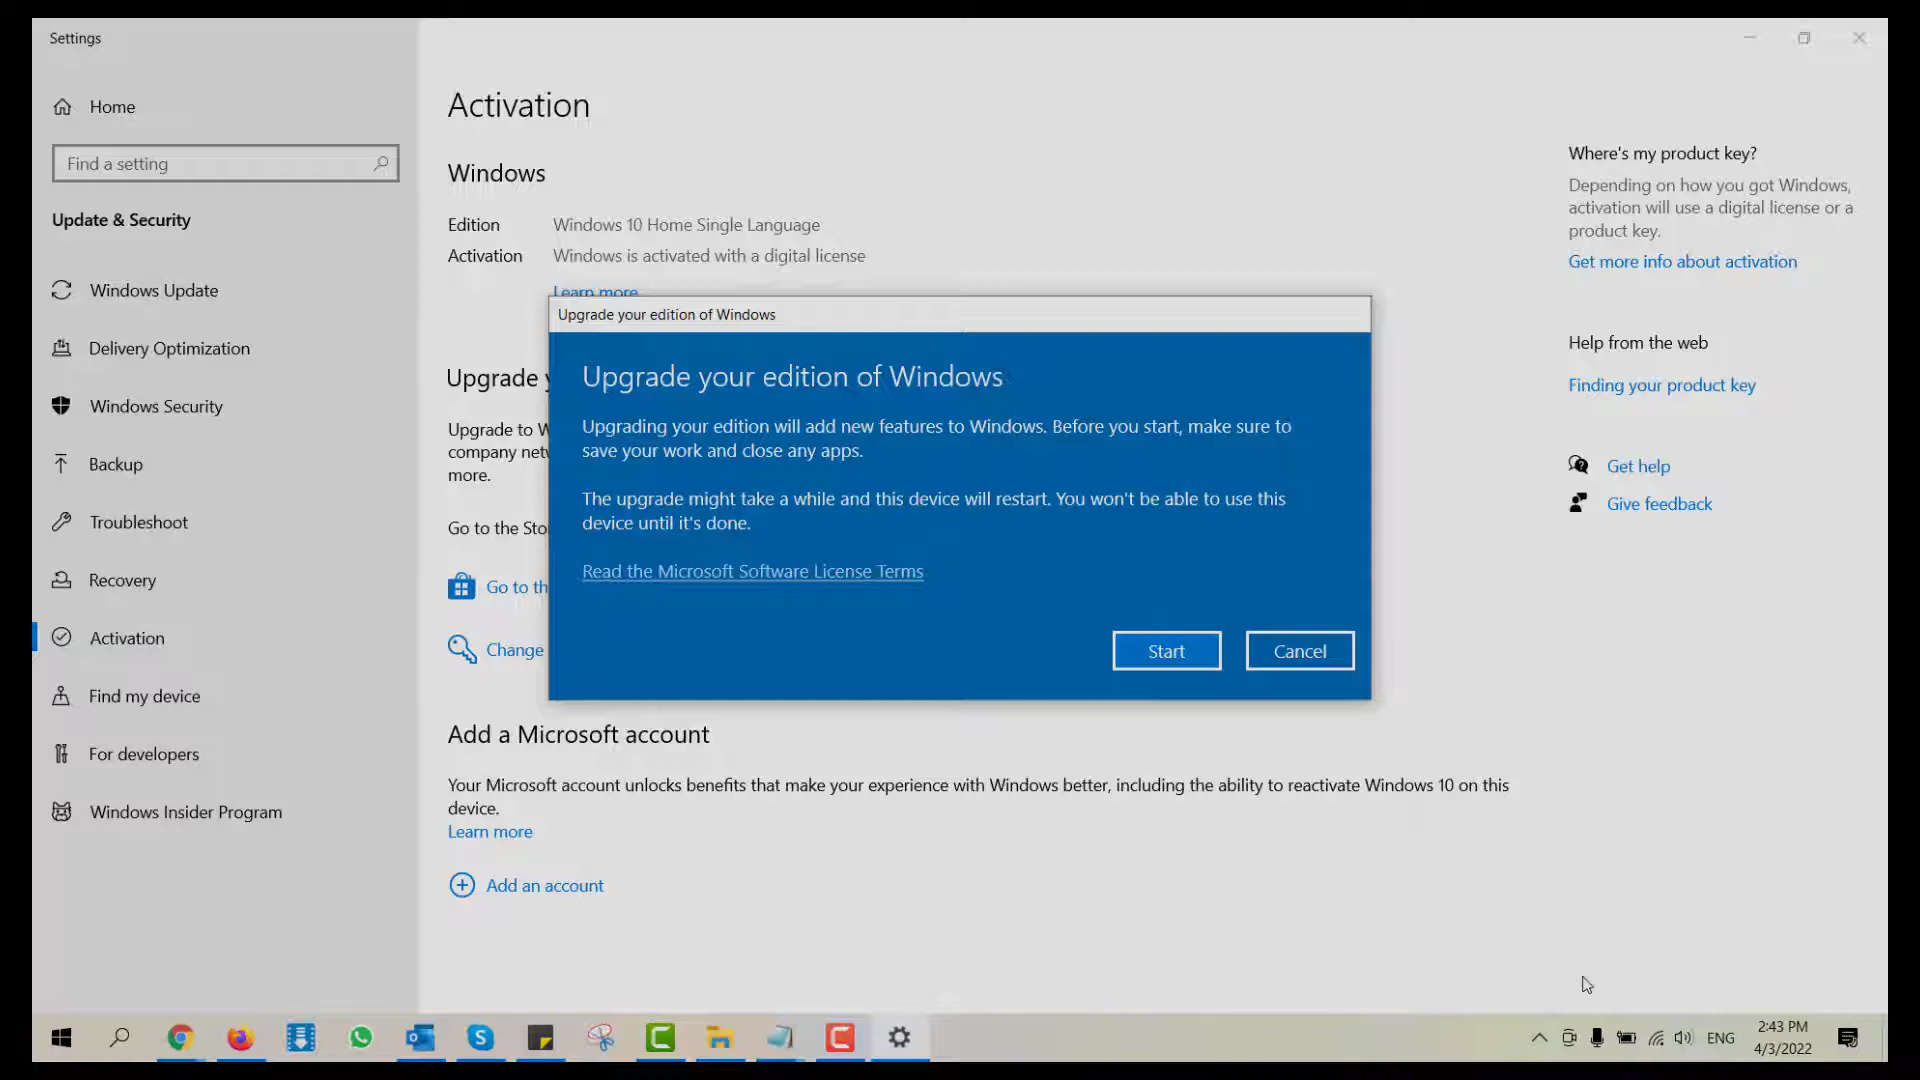 Settings
Home
Find a setting
Update & Security
Windows Update
Delivery Optimization
Windows Security
Backup
Troubleshoot
Recovery
Activation
Find my device
For developers
Windows Insider Program
Activation
Windows
Edition Windows 10 Home Single Language
Activation Windows is activated with a digital license
Learn more
Upgrade y
Upgrade to W
company netw
more.
Go to the Sto
Go to th
Change
Upgrade your edition of Windows
Upgrade your edition of Windows
Upgrading your edition will add new features to Windows. Before you start, make sure to
save your work and close any apps.
The upgrade might take a while and this device will restart. You won't be able to use this
device until it's done.
Read the Microsoft Software License Terms
Start Cancel
Add a Microsoft account
Your Microsoft account unlocks benefits that make your experience with Windows better, including the ability to reactivate Windows 10 on this
device.
Learn more
Add an account
Where's my product key?
Depending on how you got Windows,
activation will use a digital license or a
product key.
Get more info about activation
Help from the web
Finding your product key
Get help
Give feedback
ENG
2:43 PM
4/3/2022